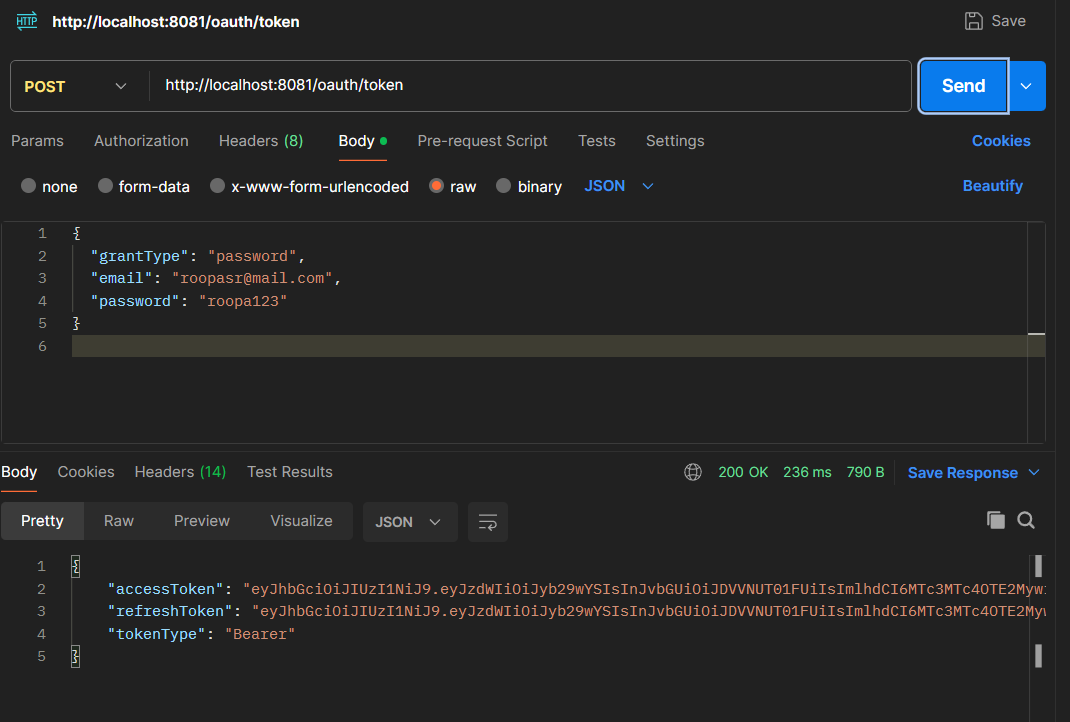 HTTP http://localhost:8081/oauth/token Save
POST http://localhost:8081/oauth/token Send
Params Authorization Headers (8) Body Pre-request Script Tests Settings Cookies
none form-data x-www-form-urlencoded raw binary JSON Beautify
1 {
2 "grantType": "password",
3 "email": "roopasr@mail.com",
4 "password": "roopa123"
5 }
6
Body Cookies Headers (14) Test Results 200 OK 236 ms 790 B Save Response
Pretty Raw Preview Visualize JSON
1 {
2 "accessToken": "eyJhbGciOiJIUzI1NiJ9.eyJzdWIiOiJyb29wYSIsInJvbGUiOiJDVVNUT01FUiIsImlhdCI6MTc3MTc4OTE2Myw
3 "refreshToken": "eyJhbGciOiJIUzI1NiJ9.eyJzdWIiOiJyb29wYSIsInJvbGUiOiJDVVNUT01FUiIsImlhdCI6MTc3MTc4OTE2My
4 "tokenType": "Bearer"
5 }